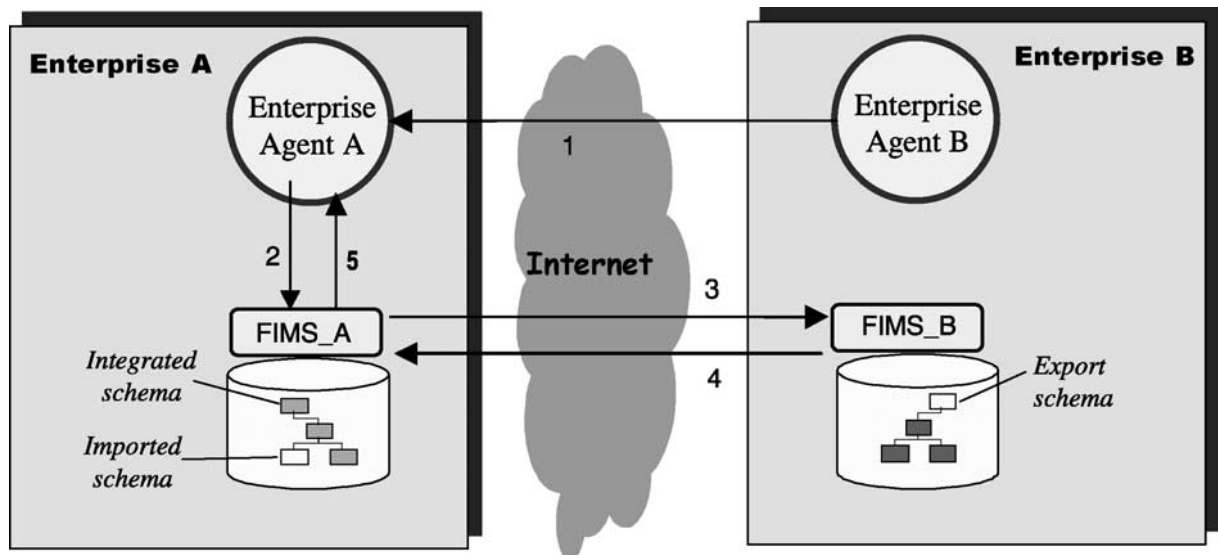 Enterprise A
Enterprise
Agent A
1
Enterprise B
Enterprise
Agent B
2
5
Internet
3
4
FIMS_A
FIMS_B
Integrated
schema
Imported
schema
Export
schema